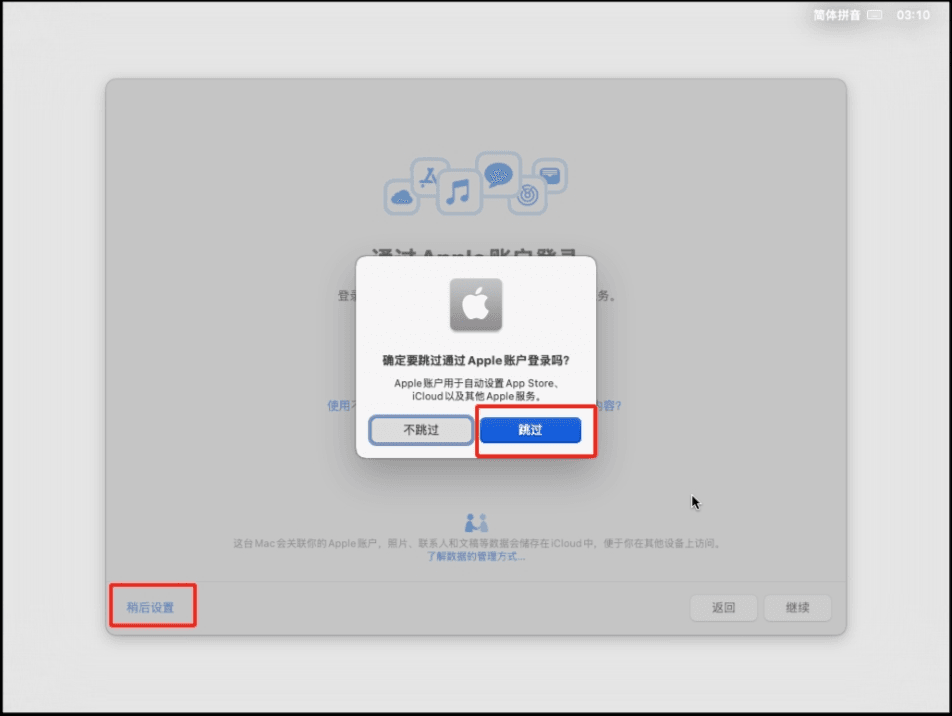 简体拼音 03:10
通过Apple账户登录
登录
务。
确定要跳过通过Apple账户登录吗?
Apple账户用于自动设置App Store、
iCloud以及其他Apple服务。
使用
内容?
不跳过 跳过
这台Mac会关联你的Apple账户，照片、联系人和文稿等数据会储存在iCloud中，便于你在其他设备上访问。
了解数据的管理方式...
稍后设置 返回 继续